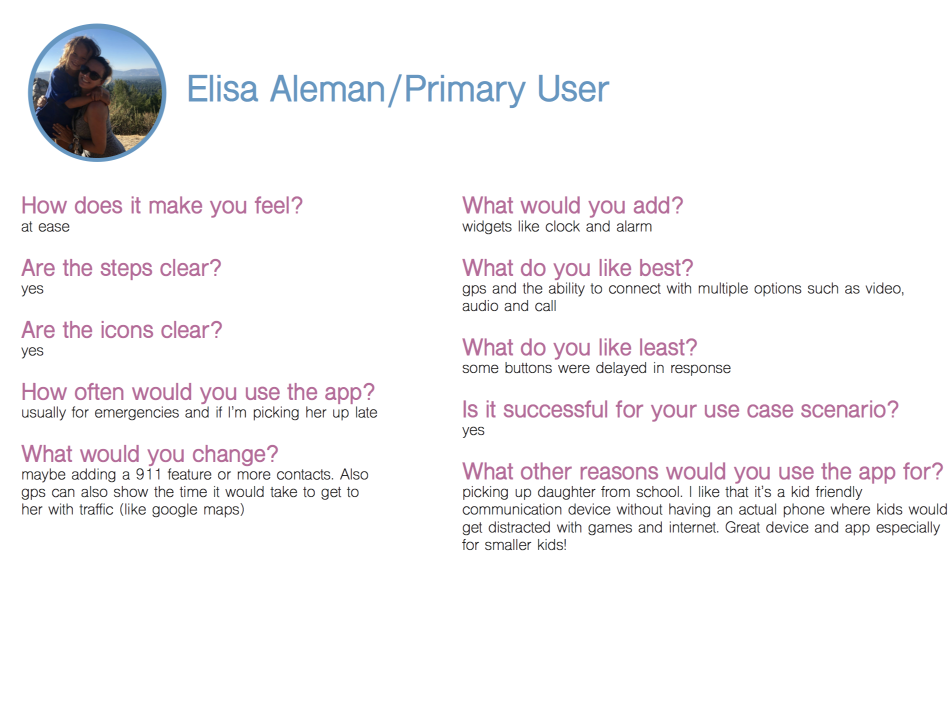 Elisa Aleman/Primary User
How does it make you feel?
at ease
Are the steps clear?
yes
Are the icons clear?
yes
How often would you use the app?
usually for emergencies and if I'm picking her up late
What would you change?
maybe adding a 911 feature or more contacts. Also
gps can also show the time it would take to get to
her with traffic (like google maps)
What would you add?
widgets like clock and alarm
What do you like best?
gps and the ability to connect with multiple options such as video,
audio and call
What do you like least?
some buttons were delayed in response
Is it successful for your use case scenario?
yes
What other reasons would you use the app for?
picking up daughter from school. I like that it's a kid friendly
communication device without having an actual phone where kids would
get distracted with games and internet. Great device and app especially
for smaller kids!